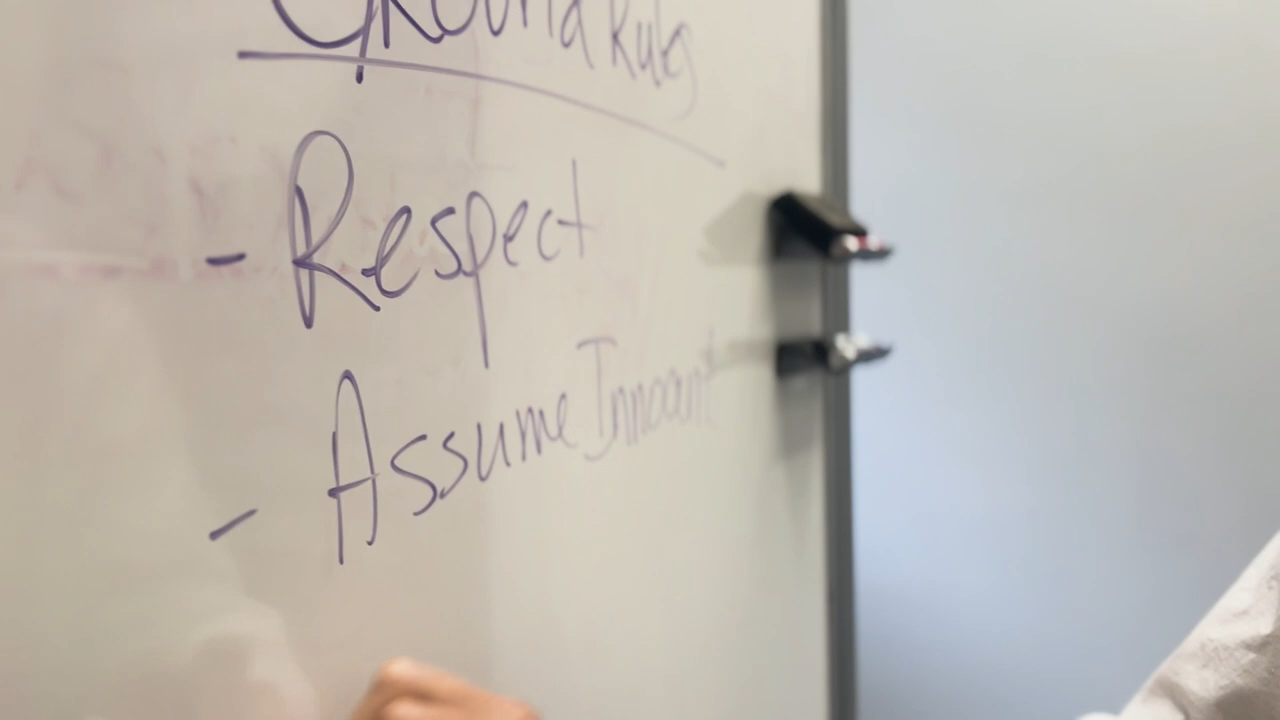 Ground Rules
- Respect
- Assume Innocent